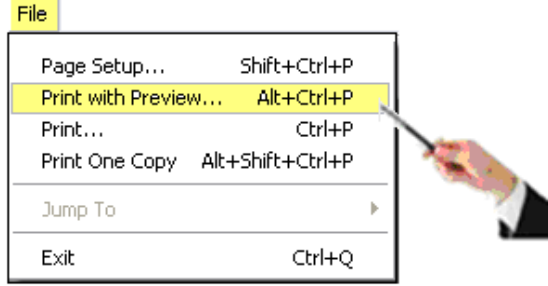 File
Page Setup... Shift+Ctrl+P
Print with Preview... Alt+Ctrl+P
Print... Ctrl+P
Print One Copy Alt+Shift+Ctrl+P
Jump To
Exit Ctrl+Q